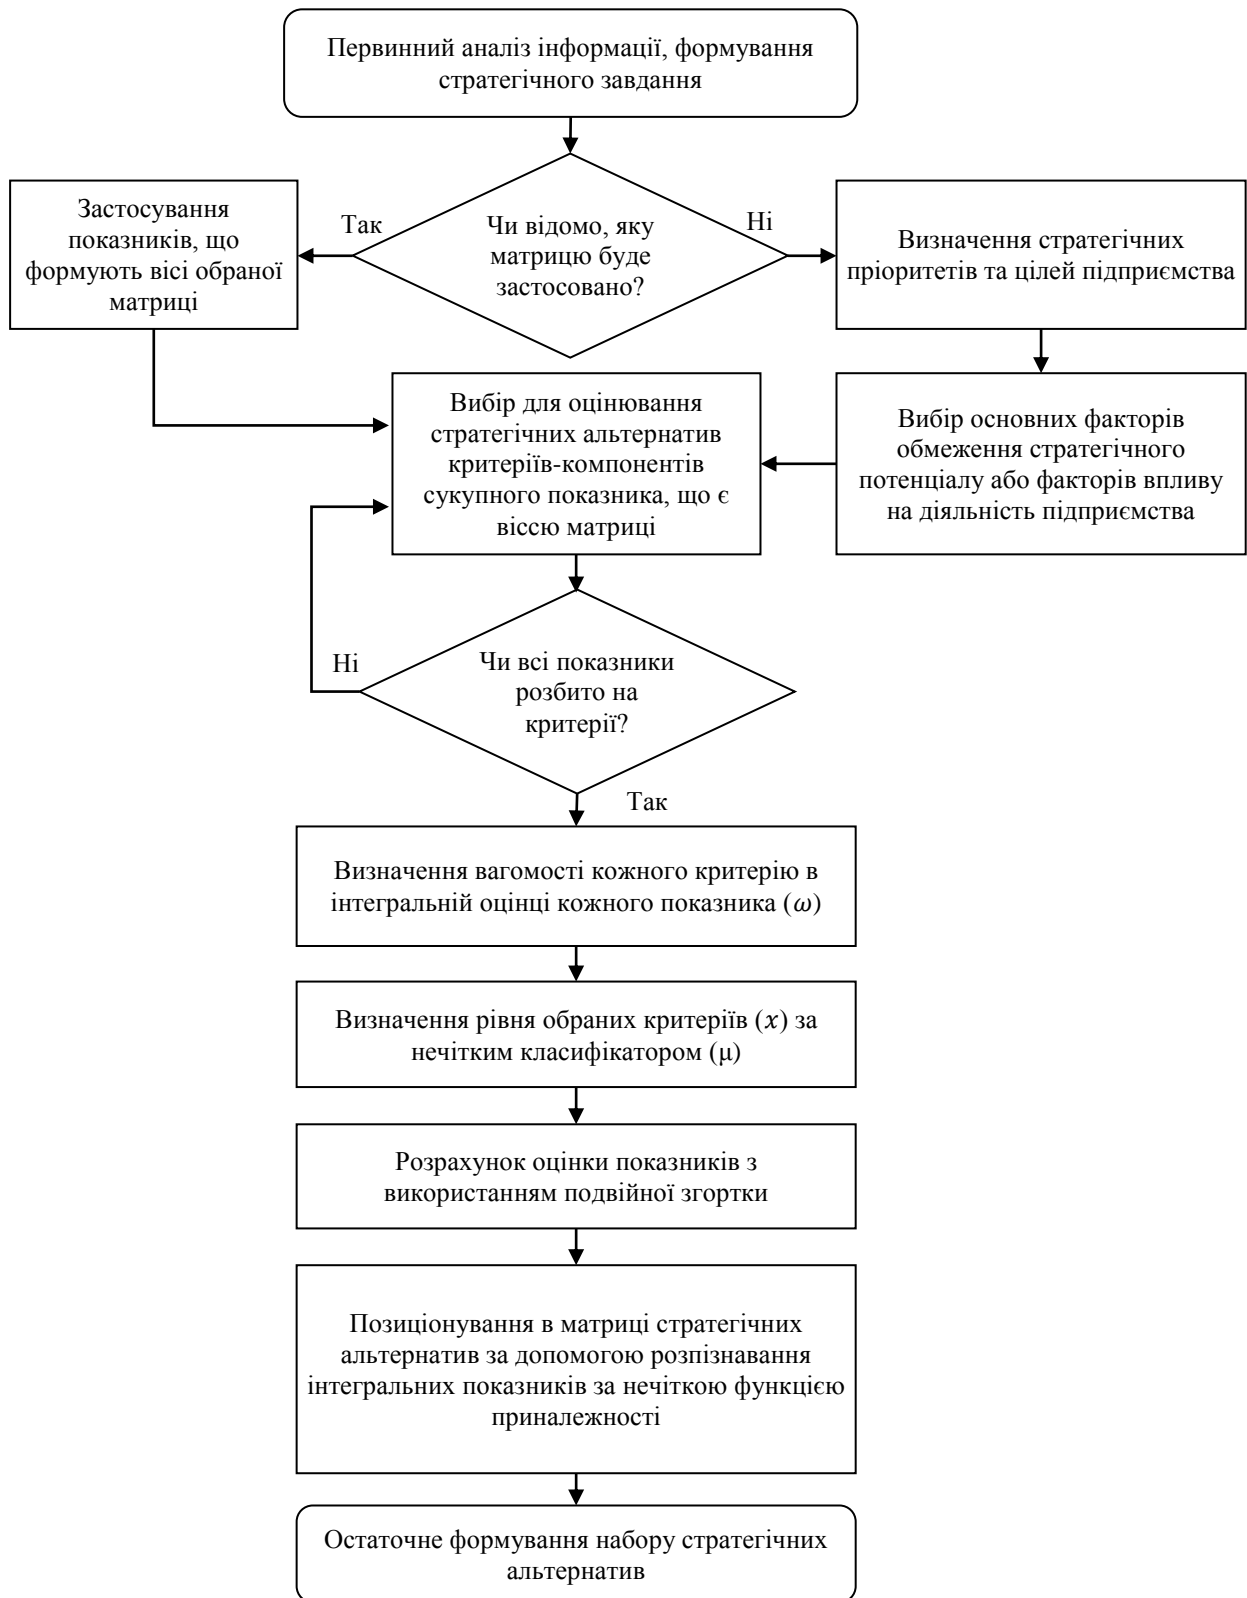 Первинний аналіз інформації, формування
стратегічного завдання
Застосування
показників, що
формують вісі обраної
матриці
Так
Чи відомо, яку
матрицю буде
застосовано?
Ні
Визначення стратегічних
пріоритетів та цілей підприємства
Вибір для оцінювання
стратегічних альтернатив
критеріїв-компонентів
сукупного показника, що є
віссю матриці
Вибір основних факторів
обмеження стратегічного
потенціалу або факторів впливу
на діяльність підприємства
Ні
Чи всі показники
розбито на
критерії?
Так
Визначення вагомості кожного критерію в
інтегральній оцінці кожного показника (ω)
Визначення рівня обраних критеріїв (x) за
нечітким класифікатором (μ)
Розрахунок оцінки показників з
використанням подвійної згортки
Позиціонування в матриці стратегічних
альтернатив за допомогою розпізнавання
інтегральних показників за нечіткою функцією
приналежності
Остаточне формування набору стратегічних
альтернатив